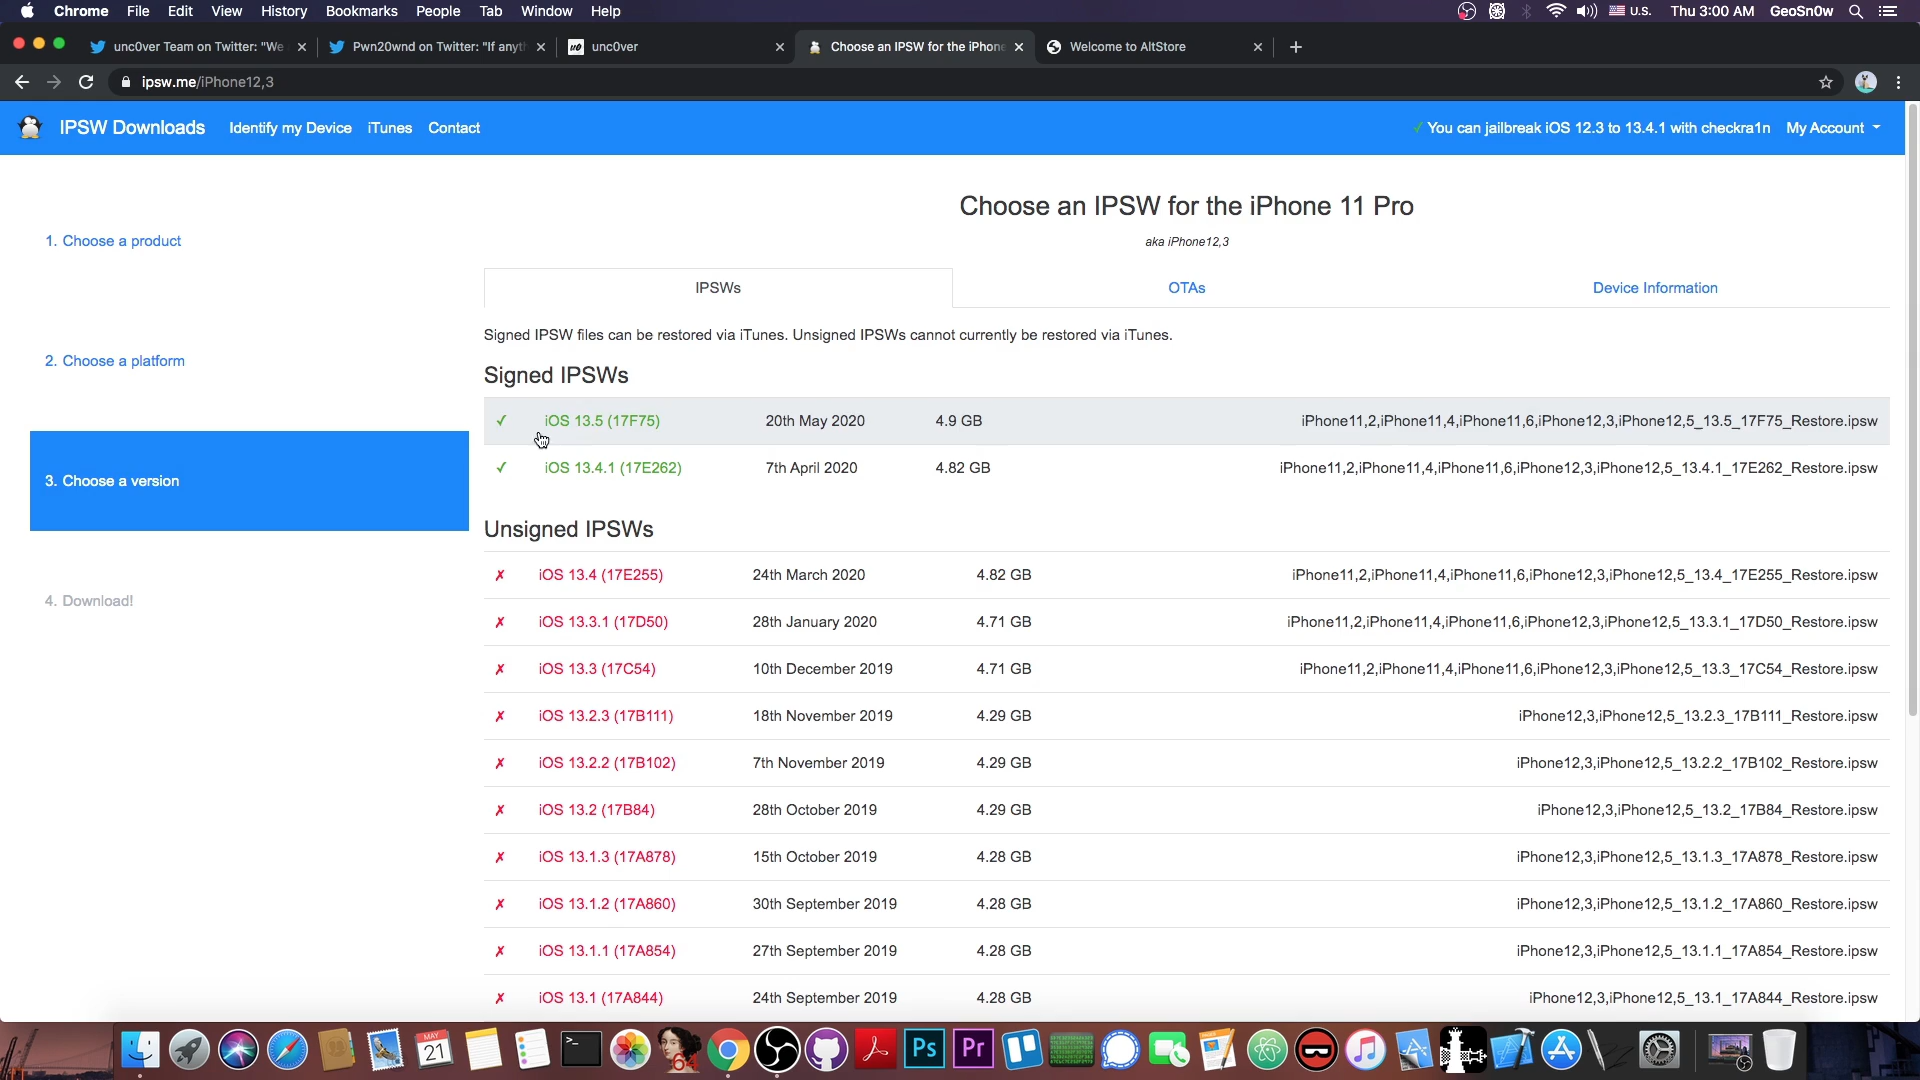 Chrome File Edit View History Bookmarks People Tab Window Help U.S. Thu 3:00 AM GeoSn0w
unc0ver Team on Twitter: "We
Pwn20wnd on Twitter: "If anyt
unc0ver
Choose an IPSW for the iPhone
Welcome to AltStore
ipsw.me/iPhone12,3
IPSW Downloads Identify my Device iTunes Contact
✓ You can jailbreak iOS 12.3 to 13.4.1 with checkra1n My Account
Choose an IPSW for the iPhone 11 Pro
aka iPhone12,3
1. Choose a product
2. Choose a platform
3. Choose a version
4. Download!
IPSWs OTAs Device Information
Signed IPSW files can be restored via iTunes. Unsigned IPSWs cannot currently be restored via iTunes.
Signed IPSWs
✓ iOS 13.5 (17F75) 20th May 2020 4.9 GB iPhone11,2,iPhone11,4,iPhone11,6,iPhone12,3,iPhone12,5_13.5_17F75_Restore.ipsw
✓ iOS 13.4.1 (17E262) 7th April 2020 4.82 GB iPhone11,2,iPhone11,4,iPhone11,6,iPhone12,3,iPhone12,5_13.4.1_17E262_Restore.ipsw
Unsigned IPSWs
✗ iOS 13.4 (17E255) 24th March 2020 4.82 GB iPhone11,2,iPhone11,4,iPhone11,6,iPhone12,3,iPhone12,5_13.4_17E255_Restore.ipsw
✗ iOS 13.3.1 (17D50) 28th January 2020 4.71 GB iPhone11,2,iPhone11,4,iPhone11,6,iPhone12,3,iPhone12,5_13.3.1_17D50_Restore.ipsw
✗ iOS 13.3 (17C54) 10th December 2019 4.71 GB iPhone11,2,iPhone11,4,iPhone11,6,iPhone12,3,iPhone12,5_13.3_17C54_Restore.ipsw
✗ iOS 13.2.3 (17B111) 18th November 2019 4.29 GB iPhone12,3,iPhone12,5_13.2.3_17B111_Restore.ipsw
✗ iOS 13.2.2 (17B102) 7th November 2019 4.29 GB iPhone12,3,iPhone12,5_13.2.2_17B102_Restore.ipsw
✗ iOS 13.2 (17B84) 28th October 2019 4.29 GB iPhone12,3,iPhone12,5_13.2_17B84_Restore.ipsw
✗ iOS 13.1.3 (17A878) 15th October 2019 4.28 GB iPhone12,3,iPhone12,5_13.1.3_17A878_Restore.ipsw
✗ iOS 13.1.2 (17A860) 30th September 2019 4.28 GB iPhone12,3,iPhone12,5_13.1.2_17A860_Restore.ipsw
✗ iOS 13.1.1 (17A854) 27th September 2019 4.28 GB iPhone12,3,iPhone12,5_13.1.1_17A854_Restore.ipsw
✗ iOS 13.1 (17A844) 24th September 2019 4.28 GB iPhone12,3,iPhone12,5_13.1_17A844_Restore.ipsw
MAY
21
64
Ps
Pr